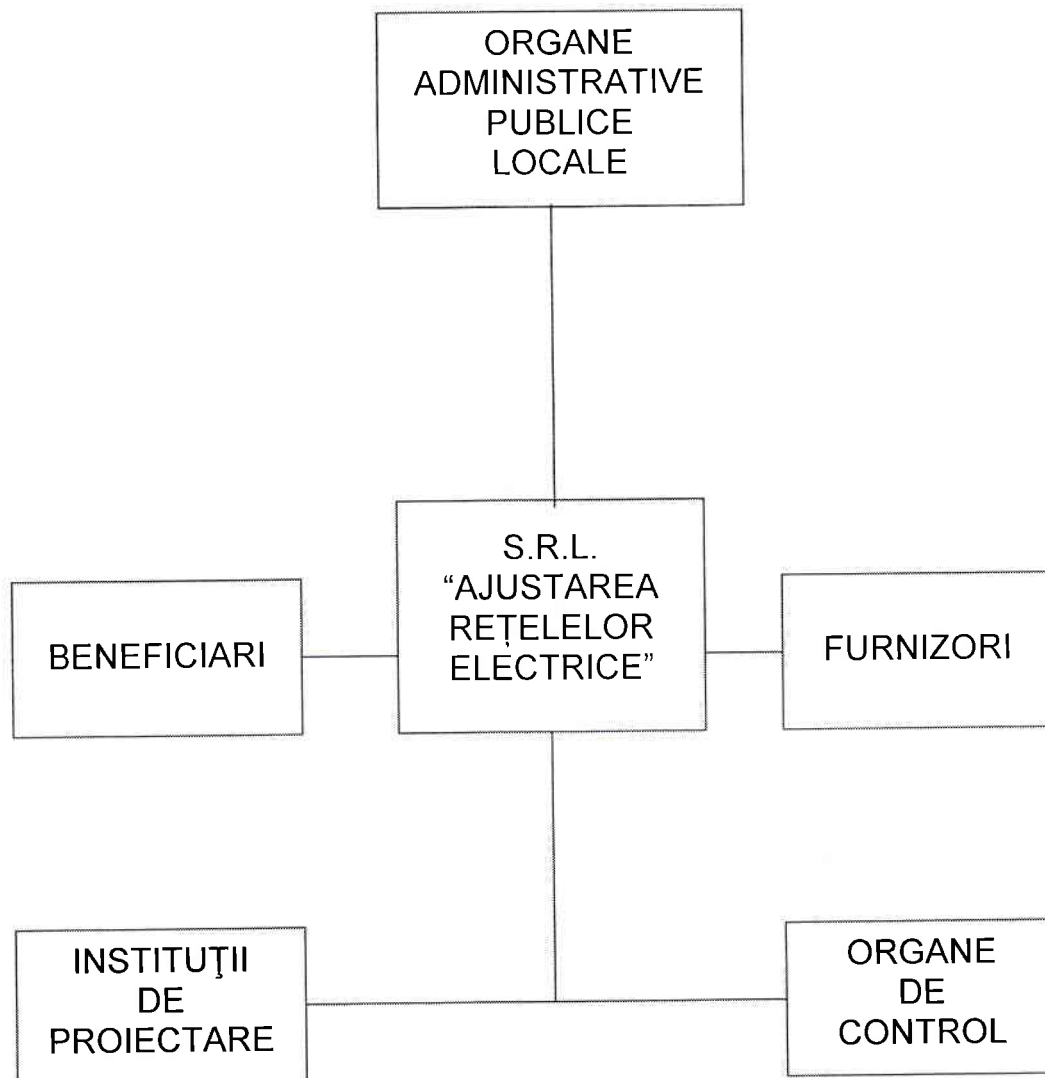 ORGANE
ADMINISTRATIVE
PUBLICE
LOCALE
S.R.L.
“AJUSTAREA
REȚELELOR
ELECTRICE”
BENEFICIARI
FURNIZORI
INSTITUŢII
DE
PROIECTARE
ORGANE
DE
CONTROL